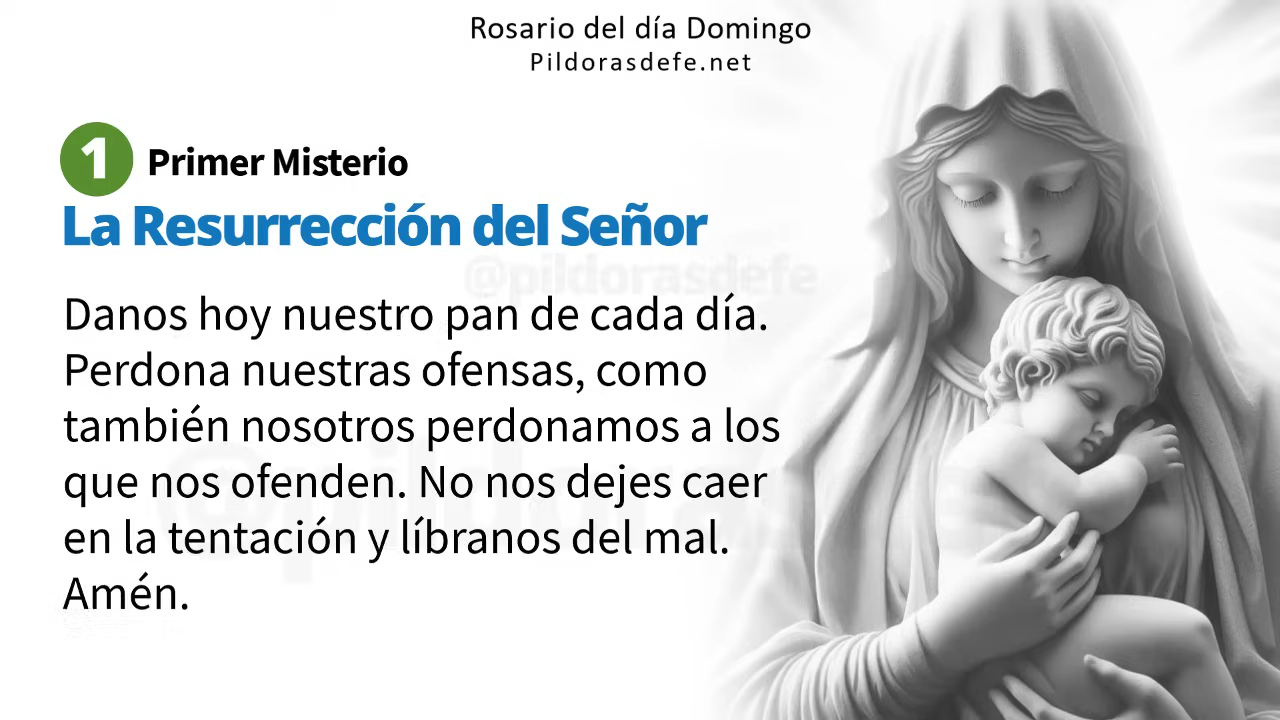 Rosario del día Domingo
Pildorasdefe.net
1 Primer Misterio
La Resurrección del Señor
@pildorasdefe
Danos hoy nuestro pan de cada día.
Perdona nuestras ofensas, como
también nosotros perdonamos a los
que nos ofenden. No nos dejes caer
en la tentación y líbranos del mal.
Amén.
@pildorasdefe